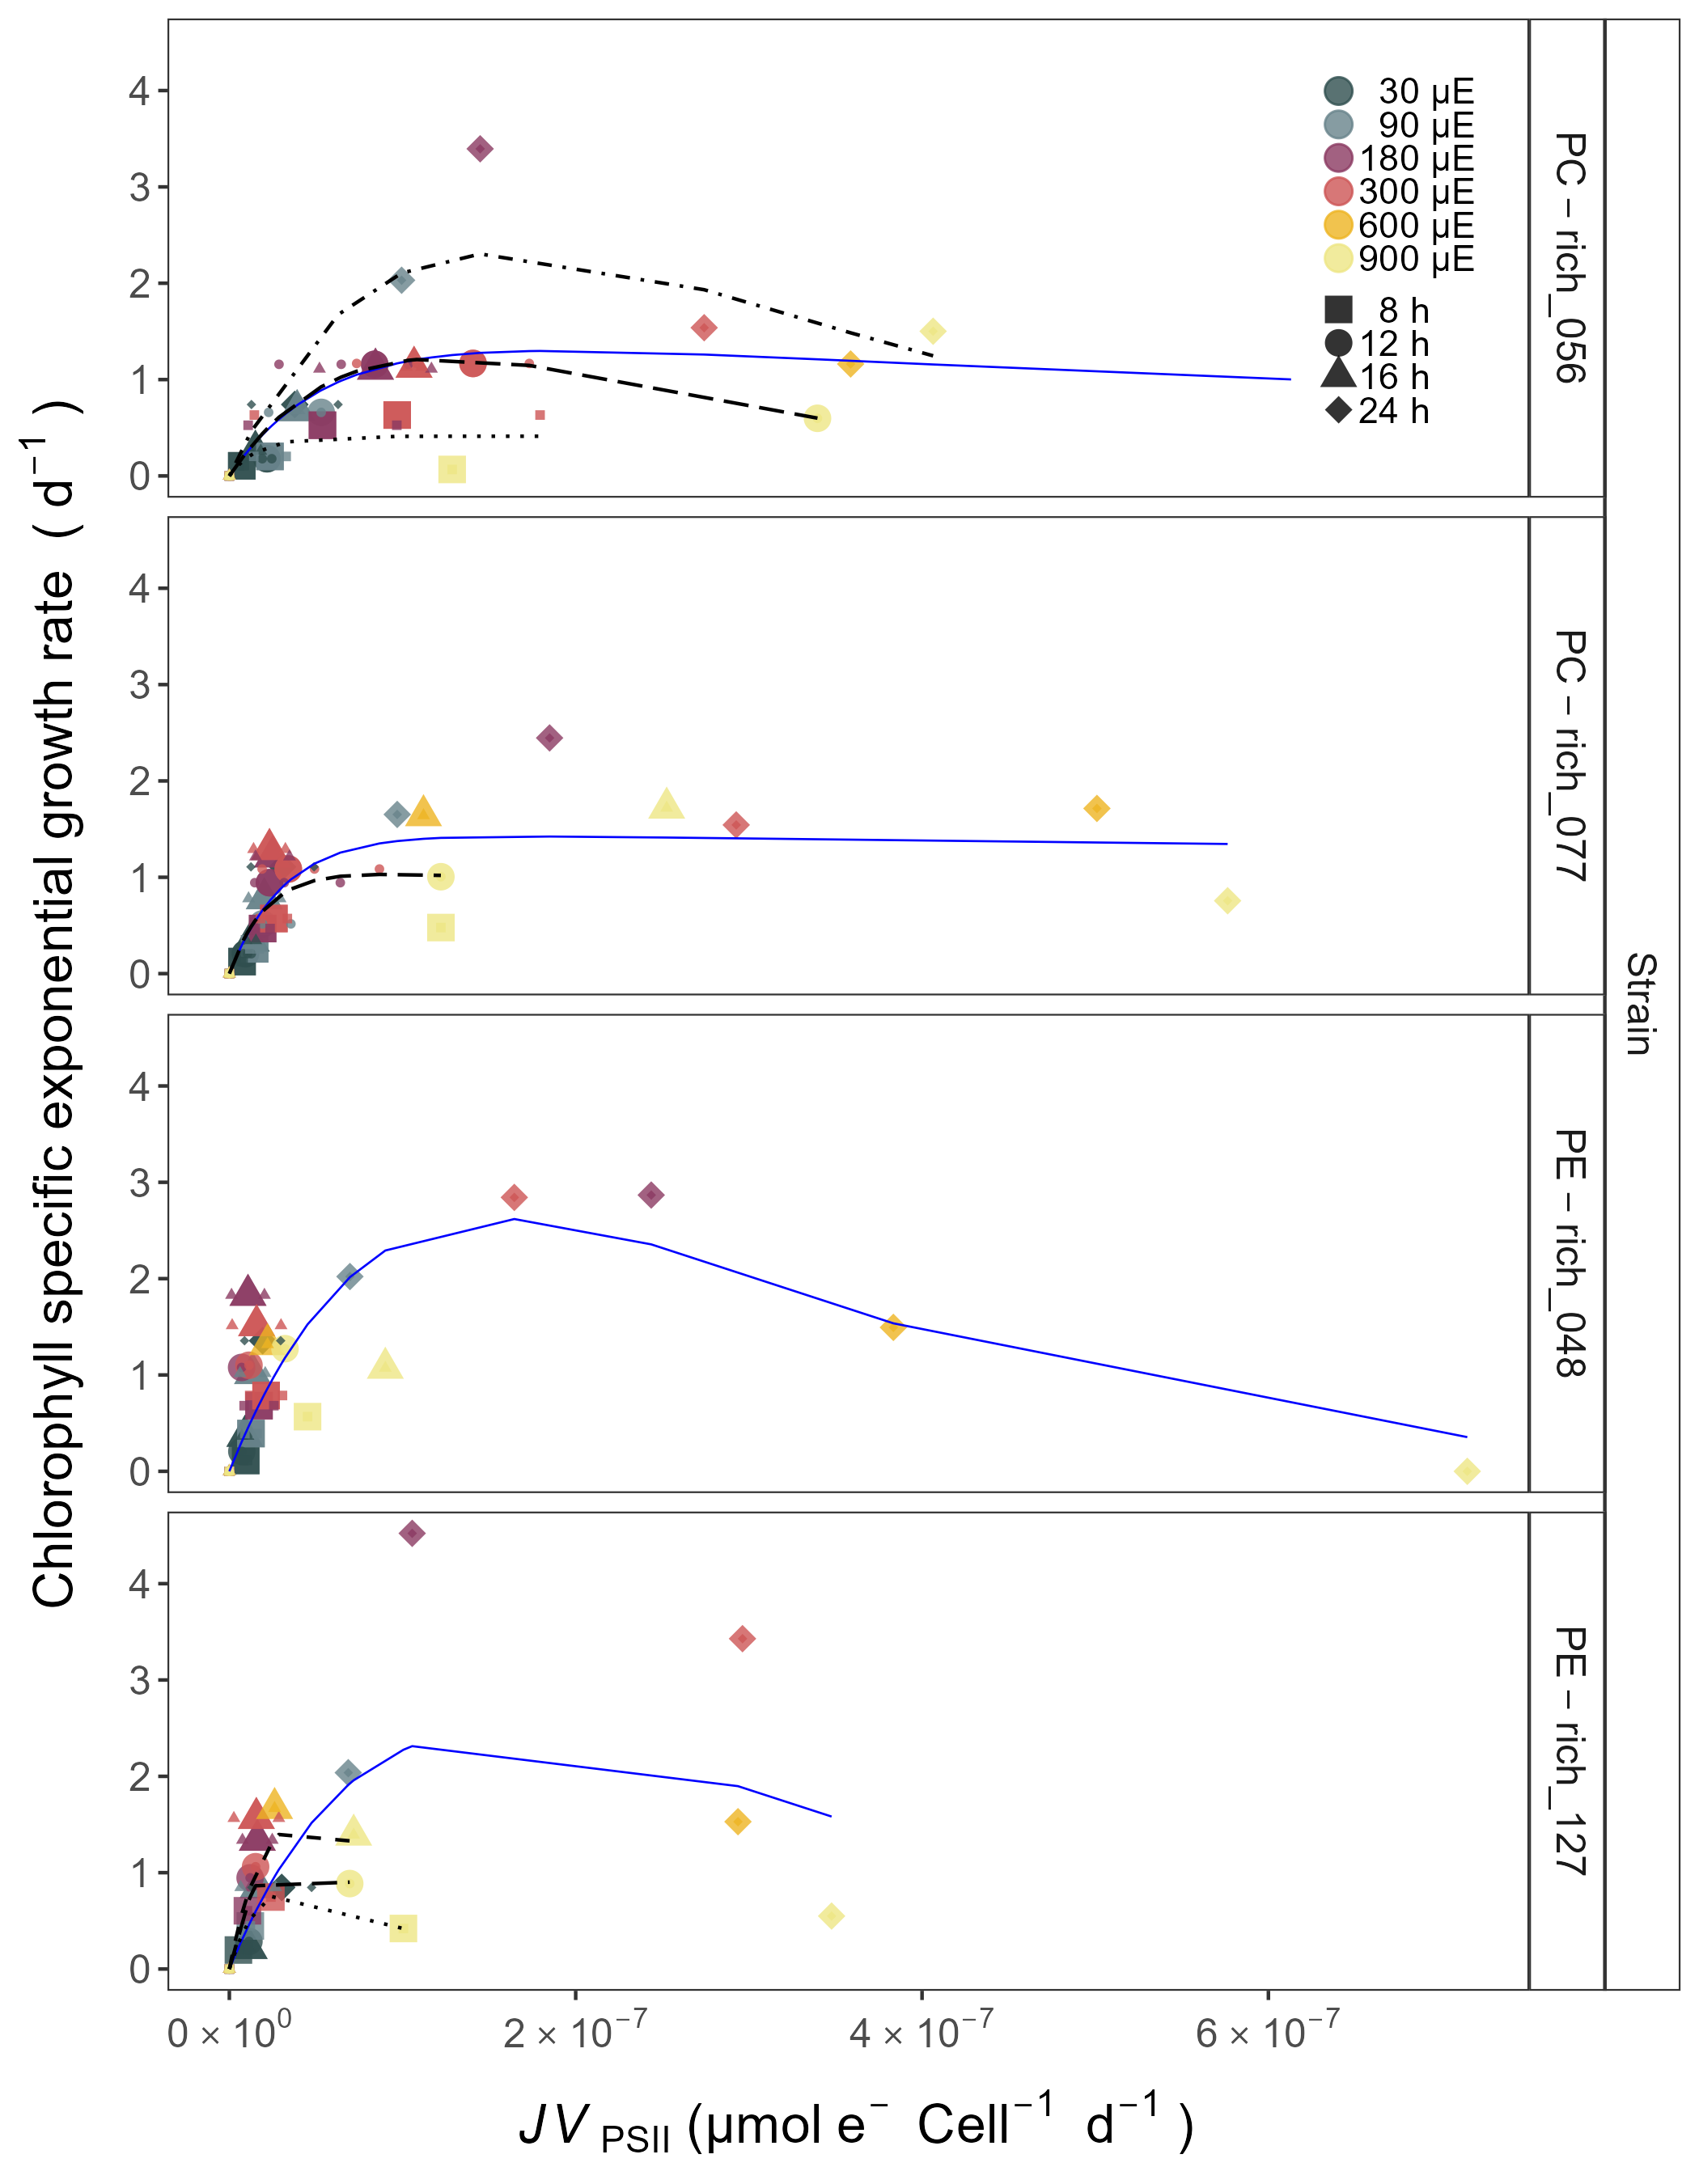 Chlorophyll specific exponential growth rate ( d⁻¹ )
4
3
2
1
0
30 µE
90 µE
180 µE
300 µE
600 µE
900 µE
8 h
12 h
16 h
24 h
PC − rich_056
4
3
2
1
0
PC − rich_077
4
3
2
1
0
PE − rich_048
4
3
2
1
0
PE − rich_127
Strain
0 × 10⁰ 2 × 10⁻⁷ 4 × 10⁻⁷ 6 × 10⁻⁷
JV PSII (µmol e⁻ Cell⁻¹ d⁻¹ )